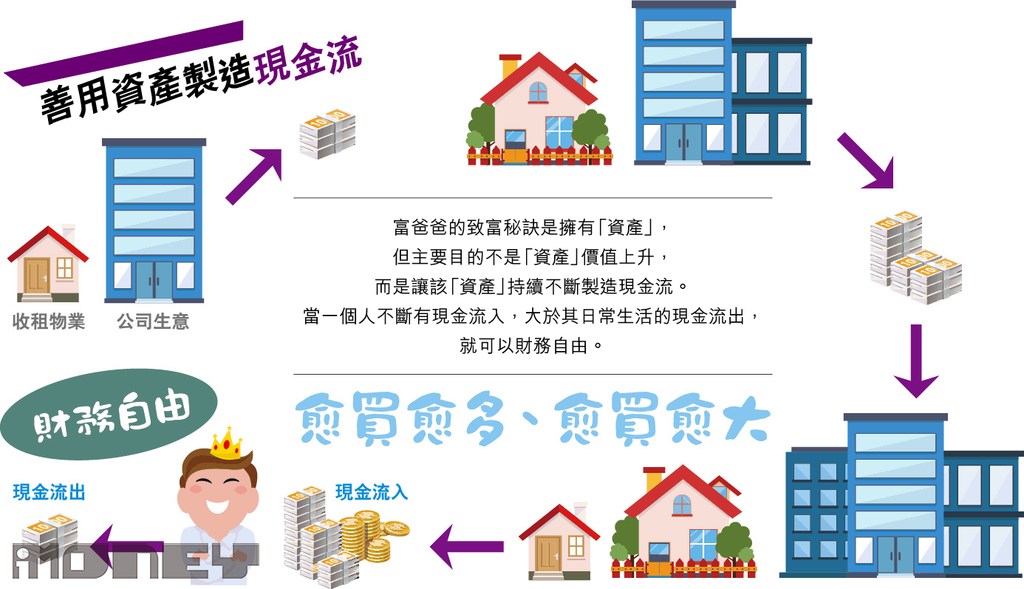 善用資產製造現金流
收租物業
公司生意
富爸爸的致富秘訣是擁有「資產」，
但主要目的不是「資產」價值上升，
而是讓該「資產」持續不斷製造現金流。
當一個人不斷有現金流入，大於其日常生活的現金流出，
就可以財務自由。
愈買愈多、愈買愈大
財務自由
現金流出
現金流入
iMONEY